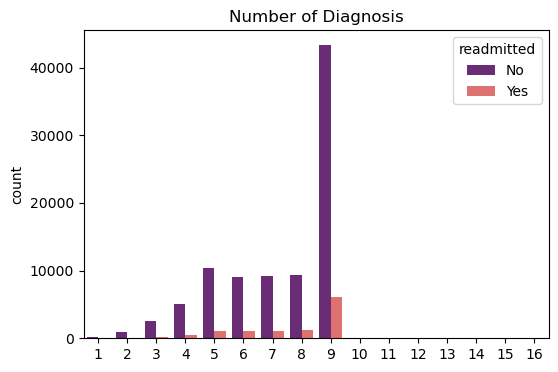 Number of Diagnosis
readmitted
No
Yes
count
40000
30000
20000
10000
0
1 2 3 4 5 6 7 8 9 10 11 12 13 14 15 16